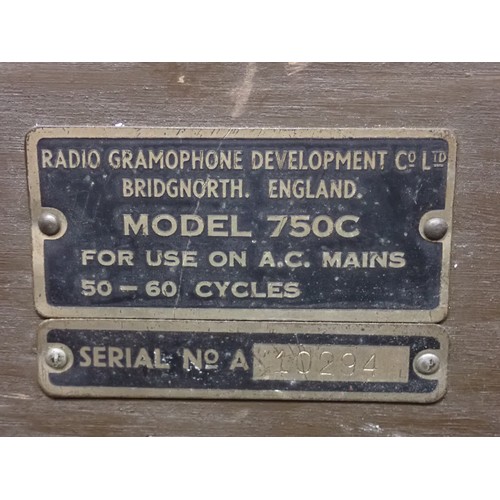 RADIO GRAMOPHONE DEVELOPMENT Cº LTD
BRIDGNORTH. ENGLAND.
MODEL 750C
FOR USE ON A.C. MAINS
50 – 60 CYCLES
SERIAL Nº A 10294